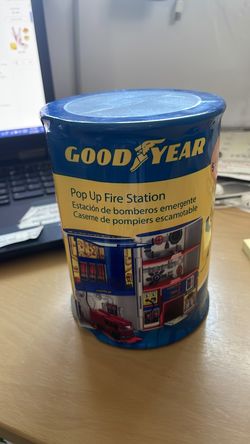 GOODYEAR
Pop Up Fire Station
Estación de bomberos emergente
Caserne de pompiers escamotable